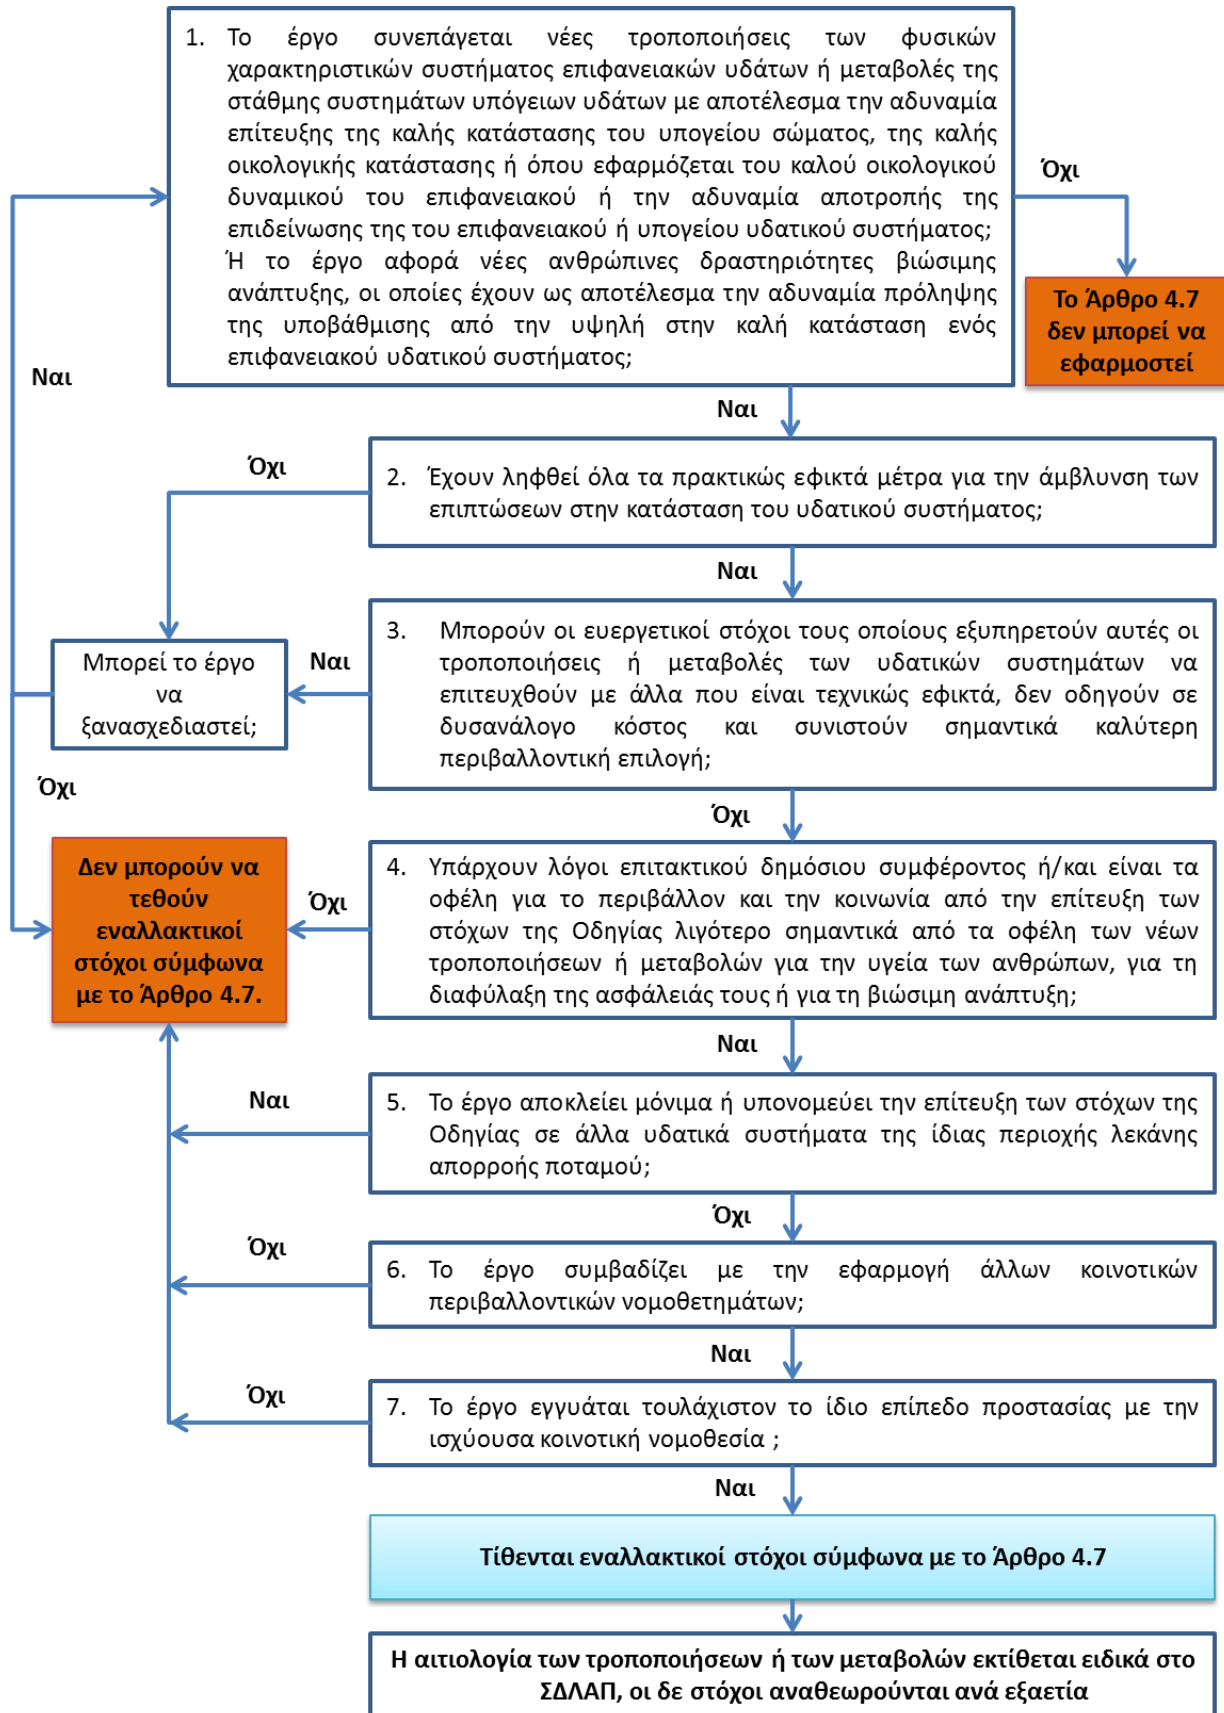 1. Το έργο συνεπάγεται νέες τροποποιήσεις των φυσικών
χαρακτηριστικών συστήματος επιφανειακών υδάτων ή μεταβολές της
στάθμης συστημάτων υπόγειων υδάτων με αποτέλεσμα την αδυναμία
επίτευξης της καλής κατάστασης του υπογείου σώματος, της καλής
οικολογικής κατάστασης ή όπου εφαρμόζεται του καλού οικολογικού
δυναμικού του επιφανειακού ή την αδυναμία αποτροπής της
επιδείνωσης της του επιφανειακού ή υπογείου υδατικού συστήματος;
Ή το έργο αφορά νέες ανθρώπινες δραστηριότητες βιώσιμης
ανάπτυξης, οι οποίες έχουν ως αποτέλεσμα την αδυναμία πρόληψης
της υποβάθμισης από την υψηλή στην καλή κατάσταση ενός
επιφανειακού υδατικού συστήματος;
Όχι
Το Άρθρο 4.7
δεν μπορεί να
εφαρμοστεί
Ναι
Ναι
Όχι
2. Έχουν ληφθεί όλα τα πρακτικώς εφικτά μέτρα για την άμβλυνση των
επιπτώσεων στην κατάσταση του υδατικού συστήματος;
Ναι
3. Μπορούν οι ευεργετικοί στόχοι τους οποίους εξυπηρετούν αυτές οι
τροποποιήσεις ή μεταβολές των υδατικών συστημάτων να
επιτευχθούν με άλλα που είναι τεχνικώς εφικτά, δεν οδηγούν σε
δυσανάλογο κόστος και συνιστούν σημαντικά καλύτερη
περιβαλλοντική επιλογή;
Ναι
Μπορεί το έργο
να
ξανασχεδιαστεί;
Όχι
Όχι
4. Υπάρχουν λόγοι επιτακτικού δημόσιου συμφέροντος ή/και είναι τα
οφέλη για το περιβάλλον και την κοινωνία από την επίτευξη των
στόχων της Οδηγίας λιγότερο σημαντικά από τα οφέλη των νέων
τροποποιήσεων ή μεταβολών για την υγεία των ανθρώπων, για τη
διαφύλαξη της ασφάλειάς τους ή για τη βιώσιμη ανάπτυξη;
Όχι
Δεν μπορούν να
τεθούν
εναλλακτικοί
στόχοι σύμφωνα
με το Άρθρο 4.7.
Ναι
Ναι
5. Το έργο αποκλείει μόνιμα ή υπονομεύει την επίτευξη των στόχων της
Οδηγίας σε άλλα υδατικά συστήματα της ίδιας περιοχής λεκάνης
απορροής ποταμού;
Όχι
Όχι
6. Το έργο συμβαδίζει με την εφαρμογή άλλων κοινοτικών
περιβαλλοντικών νομοθετημάτων;
Ναι
Όχι
7. Το έργο εγγυάται τουλάχιστον το ίδιο επίπεδο προστασίας με την
ισχύουσα κοινοτική νομοθεσία ;
Ναι
Τίθενται εναλλακτικοί στόχοι σύμφωνα με το Άρθρο 4.7
Η αιτιολογία των τροποποιήσεων ή των μεταβολών εκτίθεται ειδικά στο
ΣΔΛΑΠ, οι δε στόχοι αναθεωρούνται ανά εξαετία